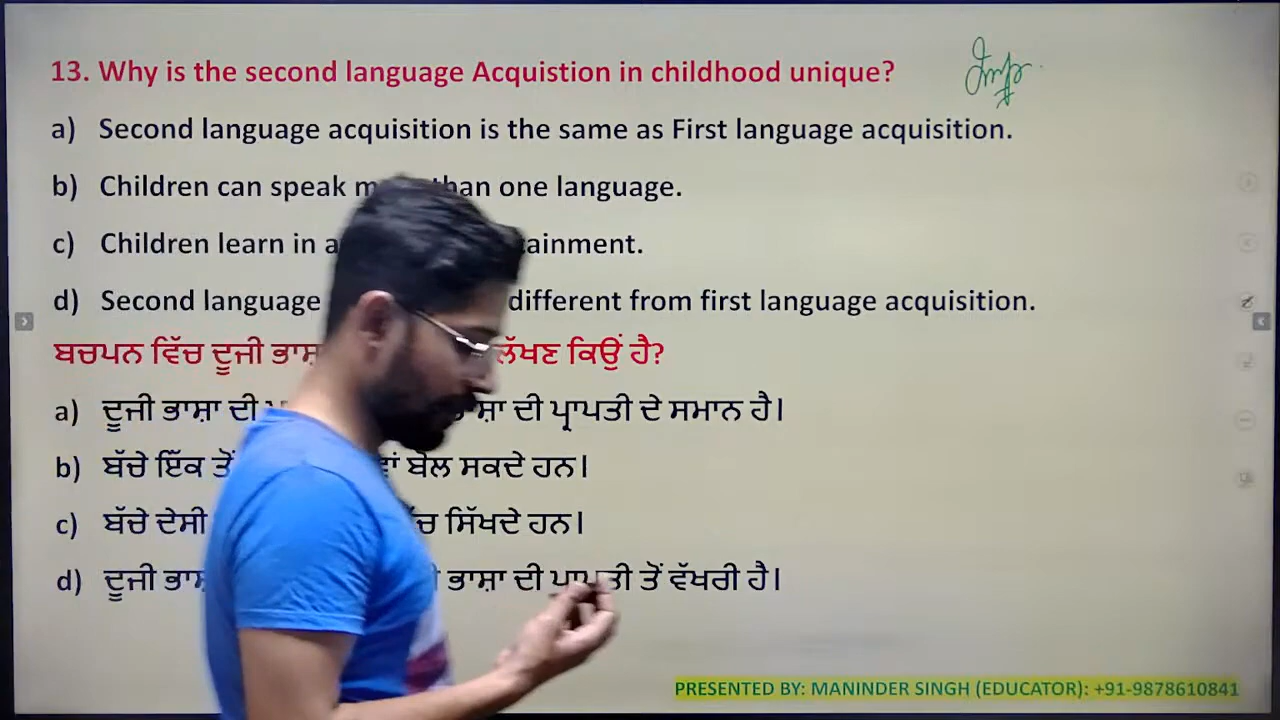 13. Why is the second language Acquistion in childhood unique?
Imp
a) Second language acquisition is the same as First language acquisition.
b) Children can speak than one language.
c) Children learn in
d) Second language different from first language acquisition.
ਬਚਪਨ ਵਿੱਚ ਦੂਜੀ ਕਿਉਂ ਹੈ?
a) ਦੂਜੀ ਭਾਸ਼ਾ ਦੀ ਦੀ ਪ੍ਰਾਪਤੀ ਦੇ ਸਮਾਨ ਹੈ।
b) ਬੱਚੇ ਇੱਕ ਤੋਂ ਬੋਲ ਸਕਦੇ ਹਨ।
c) ਬੱਚੇ ਦੇਸੀ ਸਿੱਖਦੇ ਹਨ।
d) ਦੂਜੀ ਭਾਸ਼ਾ ਦੀ ਪ੍ਰਾਪਤੀ ਤੋਂ ਵੱਖਰੀ ਹੈ।
PRESENTED BY: MANINDER SINGH (EDUCATOR): +91-9878610841